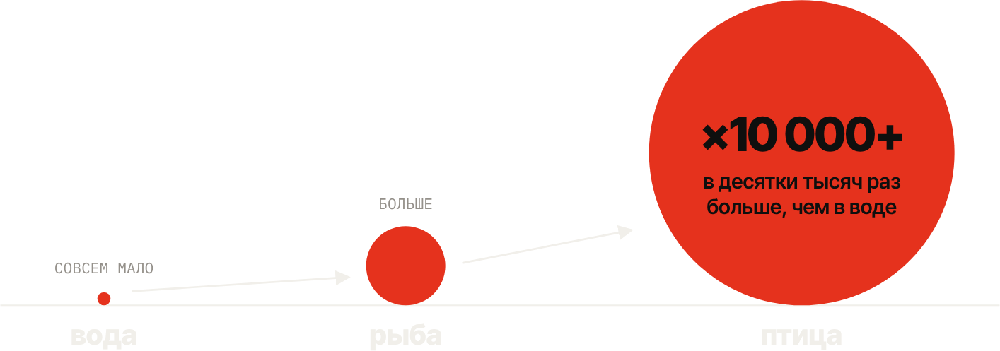 ×10 000+
в десятки тысяч раз
больше, чем в воде
БОЛЬШЕ
СОВСЕМ МАЛО
вода
рыба
птица